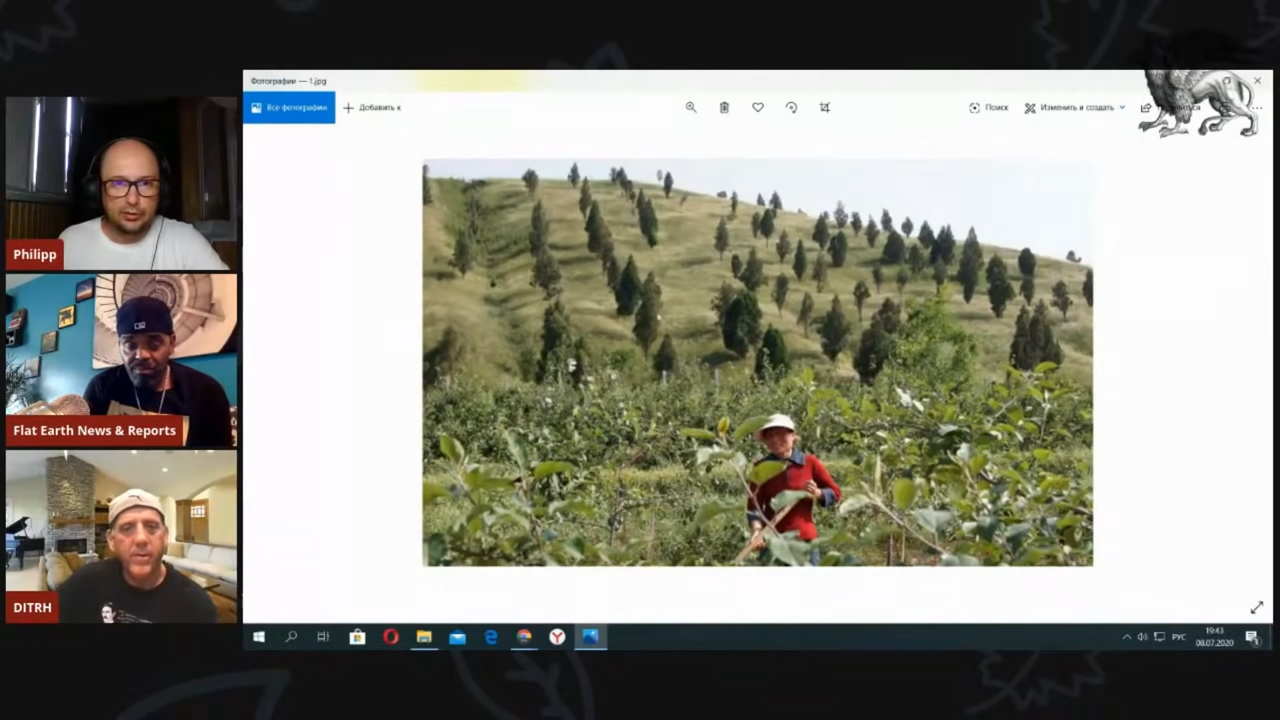 Фотографии — 1.jpg
Все фотографии
Добавить к
Поиск
Изменить и создать
Philipp
Flat Earth News & Reports
DITRH
РУС
19:43
08.07.2020